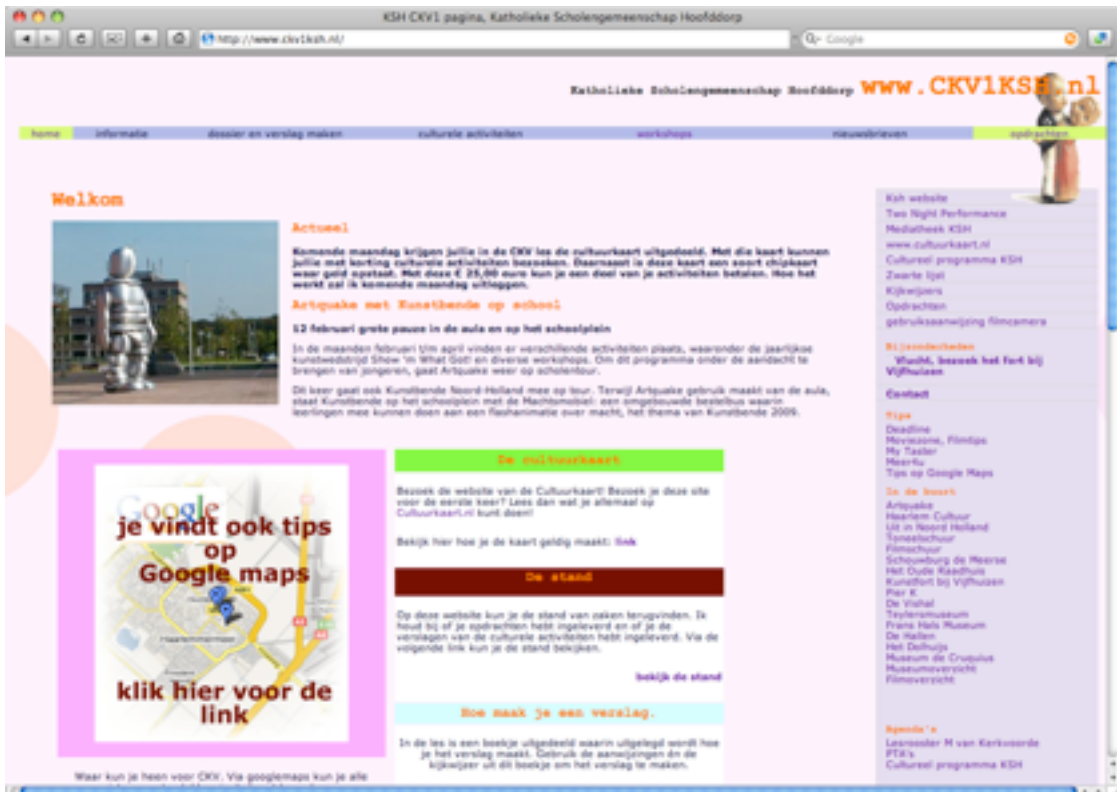 KSH CKV1 pagina, Katholieke Scholengemeenschap Hoofddorp
http://www.ckv1ksh.nl/
Google
Katholieke Scholengemeenschap Hoofddorp www.CKV1KSH.nl
home informatie dossier en verslag maken culturele activiteiten workshops nieuwsbrieven opdrachten
Welkom
Actueel
Komende maandag krijgen jullie in de CKV les de cultuurkaart uitgedeeld. Met die kaart kunnen
jullie met korting culturele activiteiten bezoeken. Daarnaast is deze kaart een soort chipkaart
waar geld opstaat. Met deze € 25,00 euro kun je een deel van je activiteiten betalen. Hoe het
werkt zal ik komende maandag uitleggen.
Artquake met Kunstbende op school
12 februari grote pauze in de aula en op het schoolplein
In de maanden februari t/m april vinden er verschillende activiteiten plaats, waaronder de jaarlijkse
kunstwedstrijd Show 'm What Got! en diverse workshops. Om dit programma onder de aandacht te
brengen van jongeren, gaat Artquake weer op scholentour.
Dit keer gaat ook Kunstbende Noord-Holland mee op tour. Terwijl Artquake gebruik maakt van de aula,
staat Kunstbende op het schoolplein met de Machtsmobiel: een omgebouwde bestelbus waarin
leerlingen mee kunnen doen aan een flashanimatie over macht, het thema van Kunstbende 2009.
Google
je vindt ook tips
op
Google maps
klik hier voor de
link
Waar kun je heen voor CKV. Via googlemaps kun je alle
De cultuurkaart
Bezoek de website van de Cultuurkaart! Bezoek je deze site
voor de eerste keer? Lees dan wat je allemaal op
Cultuurkaart.nl kunt doen!
Bekijk hier hoe je de kaart geldig maakt: link
De stand
Op deze website kun je de stand van zaken terugvinden. Ik
houd bij of je opdrachten hebt ingeleverd en of je de
verslagen van de culturele activiteiten hebt ingeleverd. Via de
volgende link kun je de stand bekijken.
bekijk de stand
Hoe maak je een verslag.
In de les is een boekje uitgedeeld waarin uitgelegd wordt hoe
je het verslag maakt. Gebruik de aanwijzingen én de
kijkwijzer uit dit boekje om het verslag te maken.
Ksh website
Two Night Performance
Mediatheek KSH
www.cultuurkaart.nl
Cultureel programma KSH
Zwarte lijst
Kijkwijzers
Opdrachten
gebruiksaanwijzing filmcamera
Bijzonderheden
Vlucht, bezoek het fort bij
Vijfhuizen
Contact
Tips
Deadline
Moviezone, Filmtips
My Taster
Meer4u
Tips op Google Maps
In de buurt
Artquake
Haarlem Cultuur
Uit in Noord Holland
Toneelschuur
Filmschuur
Schouwburg de Meerse
Het Oude Raadhuis
Kunstfort bij Vijfhuizen
Pier K
De Vishal
Teylersmuseum
Frans Hals Museum
De Hallen
Het Dolhuijs
Museum de Cruquius
Museumoverzicht
Filmoverzicht
Agenda's
Lesrooster M van Kerkvoorde
PTA's
Cultureel programma KSH